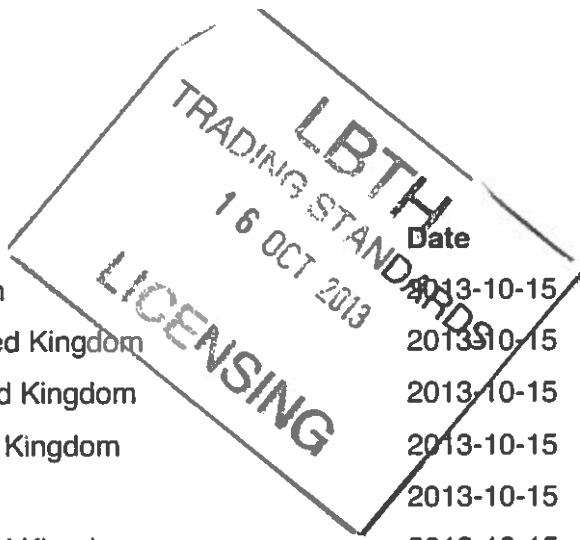 LBTH
TRADING STANDARDS
16 OCT 2013
LICENSING
Date
2013-10-15
ed Kingdom 2013-10-15
d Kingdom 2013-10-15
Kingdom 2013-10-15
2013-10-15